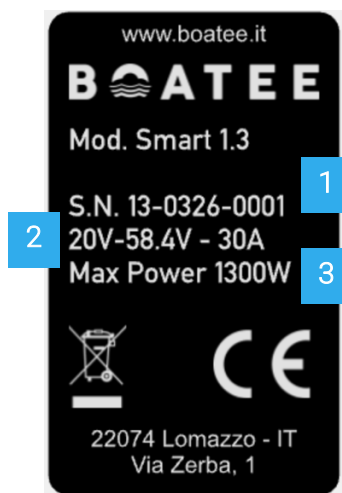 www.boatee.it
BOATEE
Mod. Smart 1.3
1
S.N. 13-0326-0001
2
20V-58.4V - 30A
Max Power 1300W
3
CE
22074 Lomazzo - IT
Via Zerba, 1